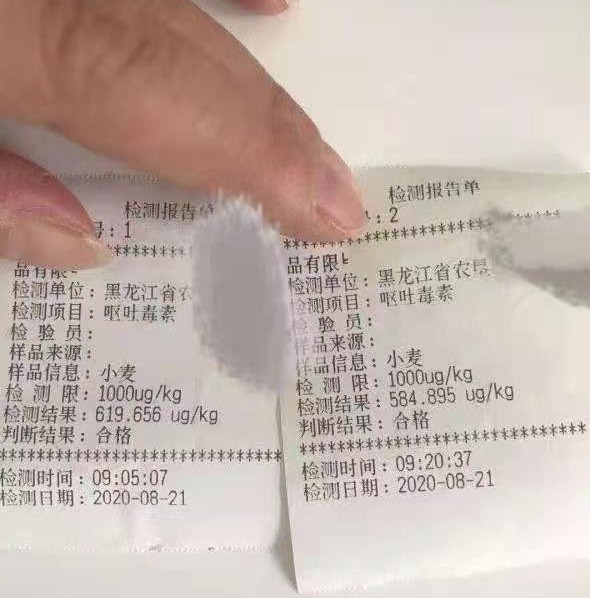 检测报告单
号:1
***************
品有限
检测单位:黑龙江省农
检测项目:呕吐毒素
检 验 员:
样品来源:
样品信息:小麦
检 测 限:1000ug/kg
检测结果:619.656 ug/kg
判断结果:合格
******************************
检测时间:09:05:07
检测日期:2020-08-21
检测报告单
:2
******************************
品有限
检测单位:黑龙江省农
检测项目:呕吐毒素
检 验 员:
样品来源:
样品信息:小麦
检 测 限:1000ug/kg
检测结果:584.895 ug/kg
判断结果:合格
******************************
检测时间:09:20:37
检测日期:2020-08-21